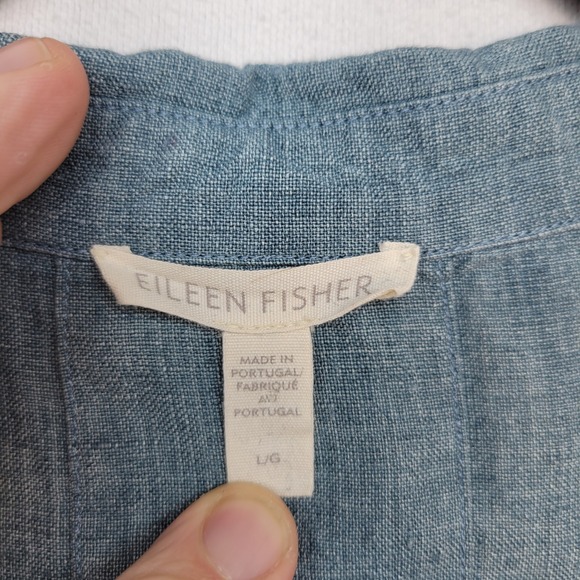 EILEEN FISHER
MADE IN
PORTUGAL/
FABRIQUÉ
AU
PORTUGAL
L/G